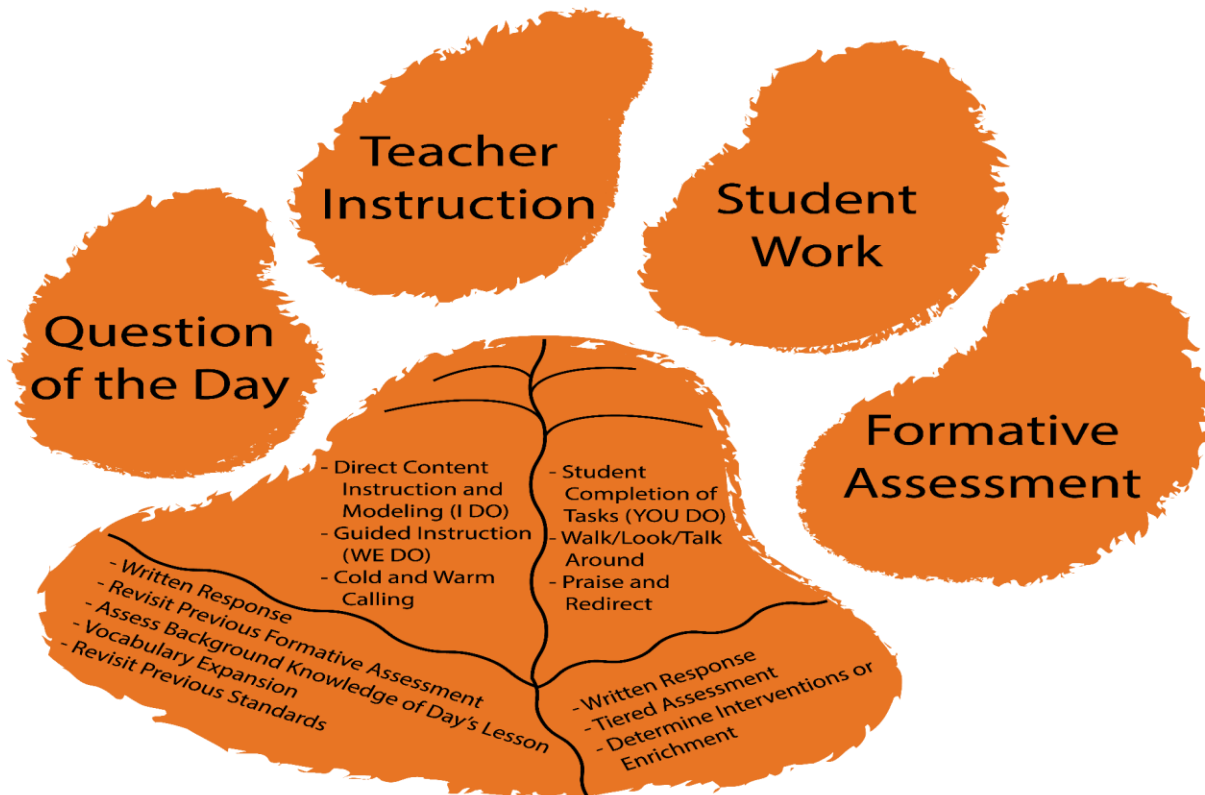 Teacher
Instruction
Student
Work
Question
of the Day
Formative
Assessment
- Direct Content
Instruction and
Modeling (I DO)
- Guided Instruction
(WE DO)
- Cold and Warm
Calling
- Student
Completion of
Tasks (YOU DO)
- Walk/Look/Talk
Around
- Praise and
Redirect
- Written Response
- Revisit Previous Formative Assessment
- Assess Background Knowledge of Day's Lesson
- Vocabulary Expansion
- Revisit Previous Standards
- Written Response
- Tiered Assessment
- Determine Interventions or
Enrichment